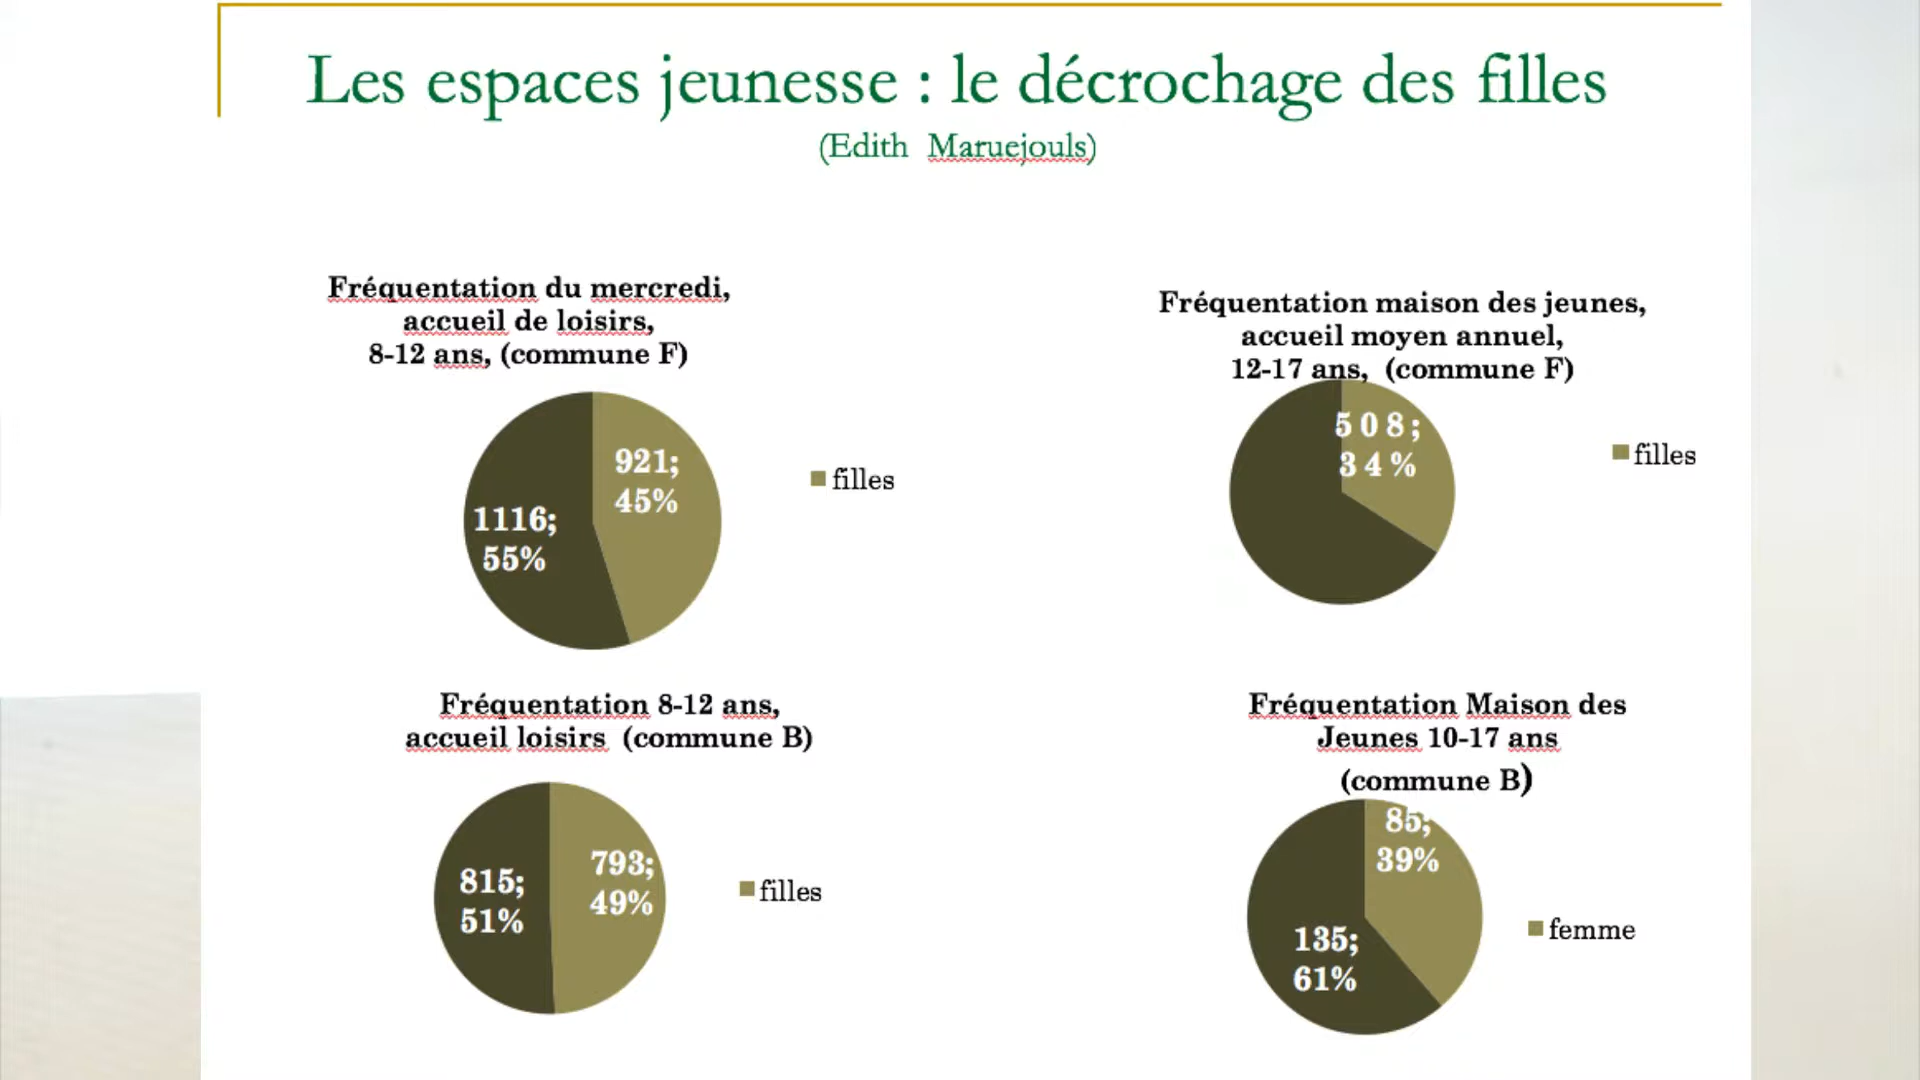 Les espaces jeunesse : le décrochage des filles
(Edith Maruejouls)
Fréquentation du mercredi,
accueil de loisirs,
8-12 ans, (commune F)
921;
45%
1116;
55%
filles
Fréquentation maison des jeunes,
accueil moyen annuel,
12-17 ans, (commune F)
508;
34%
filles
Fréquentation 8-12 ans,
accueil loisirs (commune B)
793;
49%
815;
51%
filles
Fréquentation Maison des
Jeunes 10-17 ans
(commune B)
85;
39%
135;
61%
femme